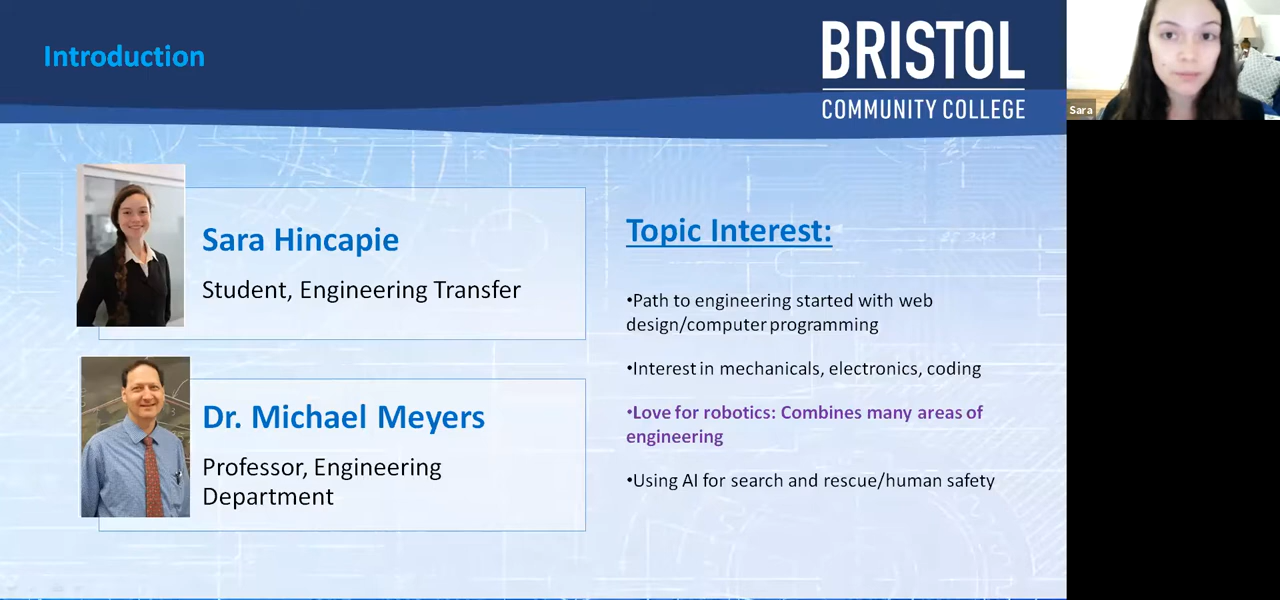 Introduction
BRISTOL
COMMUNITY COLLEGE
Sara
Sara Hincapie
Student, Engineering Transfer
Dr. Michael Meyers
Professor, Engineering
Department
Topic Interest:
•Path to engineering started with web
design/computer programming
•Interest in mechanicals, electronics, coding
•Love for robotics: Combines many areas of
engineering
•Using AI for search and rescue/human safety